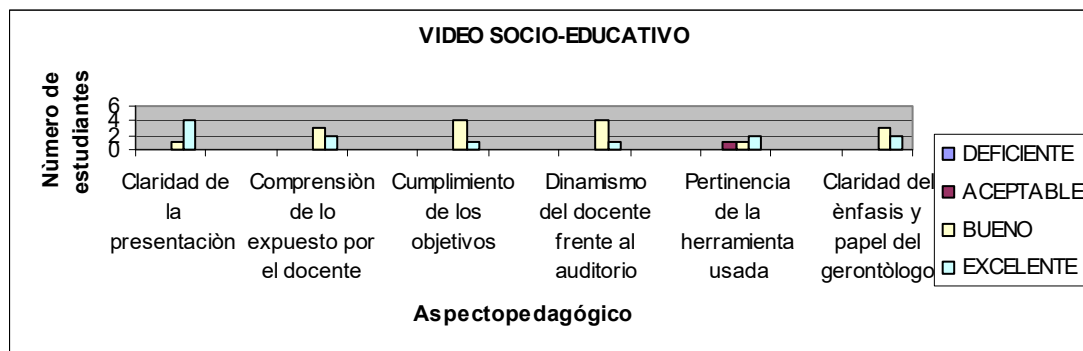 VIDEO SOCIO-EDUCATIVO
Nùmero de
estudiantes
6
4
2
0
Claridad de
la
presentaciòn
Comprensiòn
de lo
expuesto por
el docente
Cumplimiento
de los
objetivos
Dinamismo
del docente
frente al
auditorio
Pertinencia
de la
herramienta
usada
Claridad del
ènfasis y
papel del
gerontòlogo
Aspectopedagógico
DEFICIENTE
ACEPTABLE
BUENO
EXCELENTE